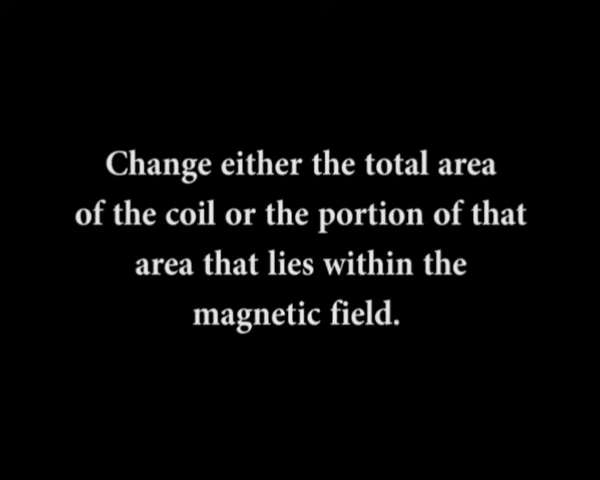 Change either the total area
of the coil or the portion of that
area that lies within the
magnetic field.